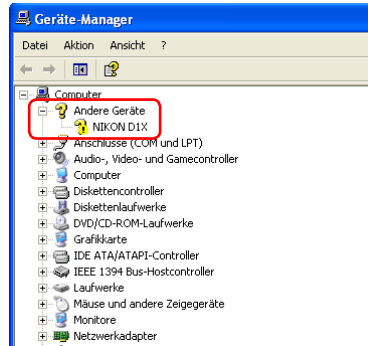 Geräte-Manager
Datei Aktion Ansicht ?
Computer
Andere Geräte
NIKON D1X
Anschlüsse (COM und LPT)
Audio-, Video- und Gamecontroller
Computer
Diskettencontroller
Diskettenlaufwerke
DVD/CD-ROM-Laufwerke
Grafikkarte
IDE ATA/ATAPI-Controller
IEEE 1394 Bus-Hostcontroller
Laufwerke
Mäuse und andere Zeigegeräte
Monitore
Netzwerkadapter